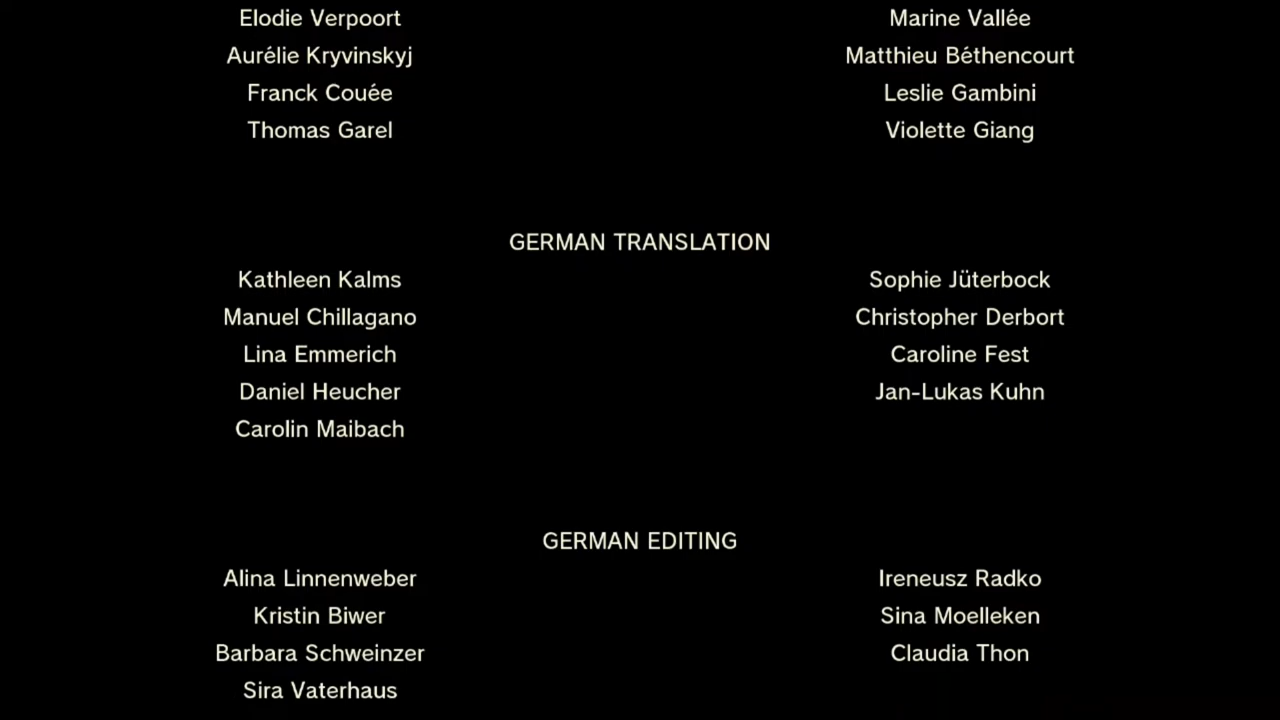 Elodie Verpoort Marine Vallée
Aurélie Kryvinskyj Matthieu Béthencourt
Franck Couée Leslie Gambini
Thomas Garel Violette Giang
GERMAN TRANSLATION
Kathleen Kalms Sophie Jüterbock
Manuel Chillagano Christopher Derbort
Lina Emmerich Caroline Fest
Daniel Heucher Jan-Lukas Kuhn
Carolin Maibach
GERMAN EDITING
Alina Linnenweber Ireneusz Radko
Kristin Biwer Sina Moelleken
Barbara Schweinzer Claudia Thon
Sira Vaterhaus